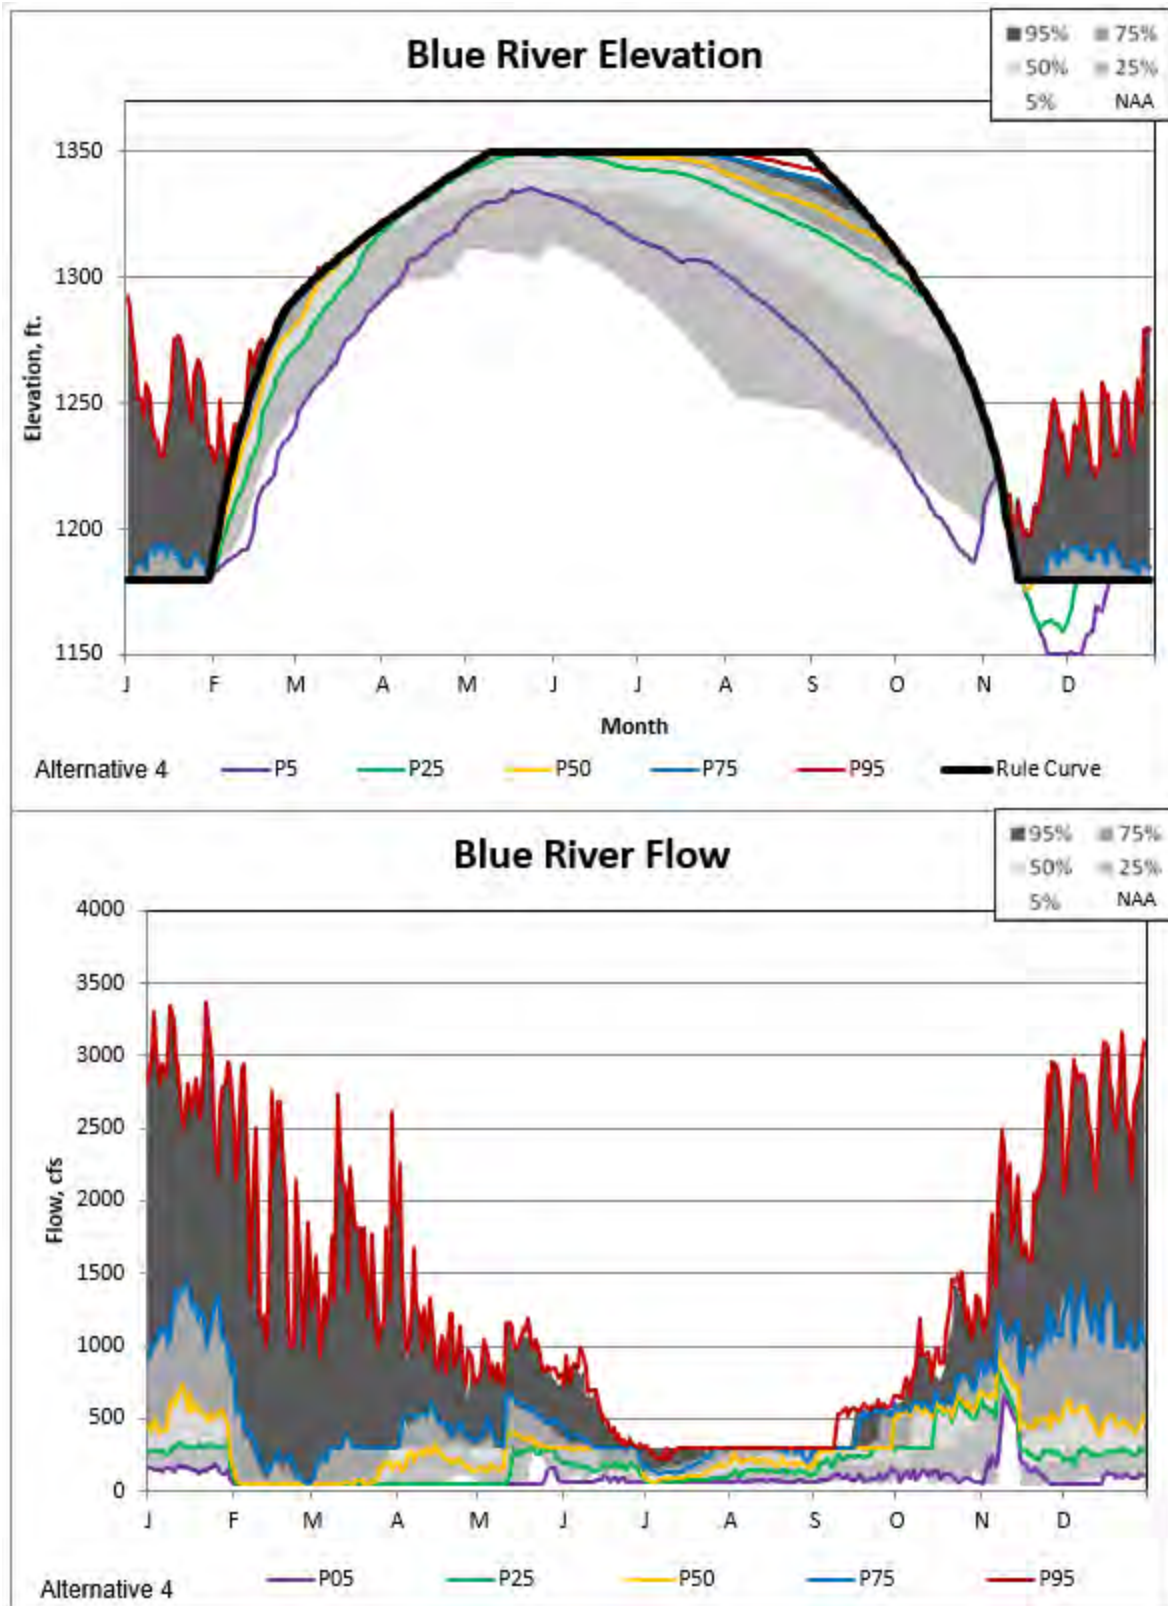 Blue River Elevation
95% 75%
50% 25%
5% NAA
1350
1300
1250
1200
1150
Elevation, ft.
J F M A M J J A S O N D
Month
Alternative 4 P5 P25 P50 P75 P95 Rule Curve
Blue River Flow
95% 75%
50% 25%
5% NAA
4000
3500
3000
2500
2000
1500
1000
500
0
Flow, cfs
J F M A M J J A S O N D
Alternative 4 P05 P25 P50 P75 P95